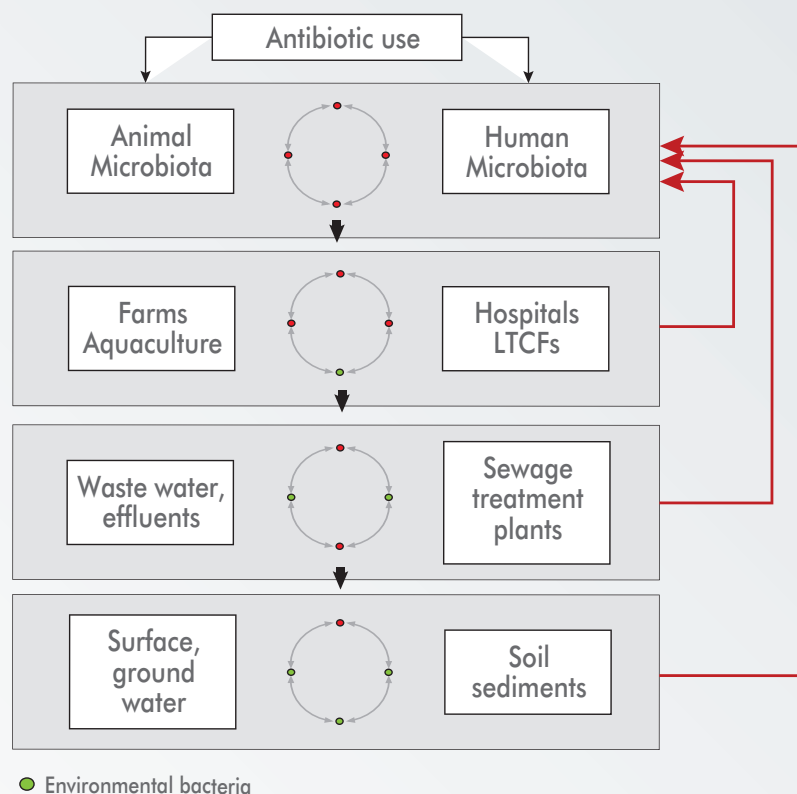 Antibiotic use
Animal
Microbiota
Human
Microbiota
Farms
Aquaculture
Hospitals
LTCFs
Waste water,
effluents
Sewage
treatment
plants
Surface,
ground
water
Soil
sediments
Environmental bacteria